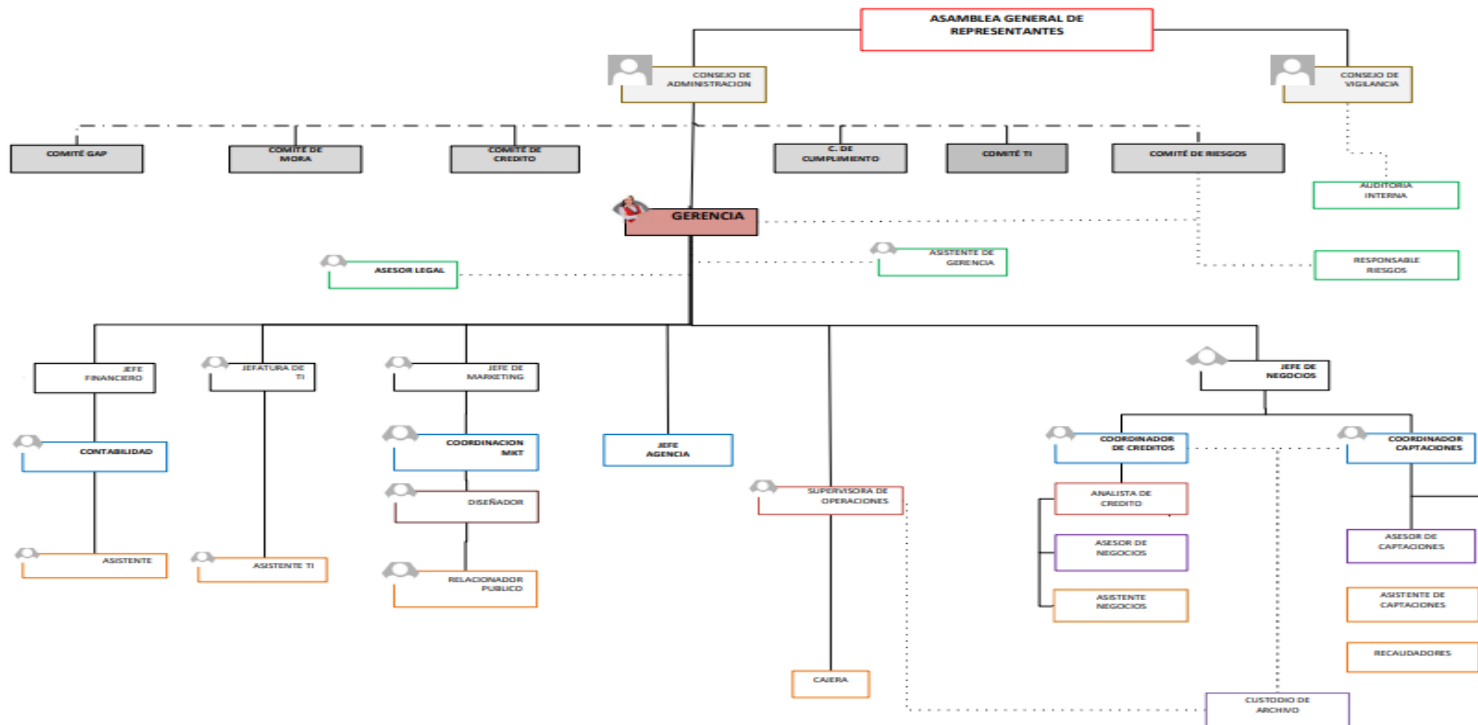 ASAMBLEA GENERAL DE
REPRESENTANTES
CONSEJO DE
ADMINISTRACION
CONSEJO DE
VIGILANCIA
COMITÉ GAP
COMITÉ DE
MORA
COMITÉ DE
CREDITO
C. DE
CUMPLIMIENTO
COMITÉ TI
COMITÉ DE RIESGOS
AUDITORIA
INTERNA
GERENCIA
ASESOR LEGAL
ASISTENTE DE
GERENCIA
RESPONSABLE
RIESGOS
JEFE
FINANCIERO
JEFATURA DE
TI
JEFE DE
MARKETING
JEFE DE
NEGOCIOS
CONTABILIDAD
COORDINACION
MKT
JEFE
AGENCIA
COORDINADOR
DE CREDITOS
COORDINADOR
CAPTACIONES
DISEÑADOR
SUPERVISORA DE
OPERACIONES
ANALISTA DE
CREDITO
ASESOR DE
NEGOCIOS
ASESOR DE
CAPTACIONES
ASISTENTE
ASISTENTE TI
RELACIONADOR
PUBLICO
ASISTENTE
NEGOCIOS
ASISTENTE DE
CAPTACIONES
RECAUDADORES
CAJERA
CUSTODIO DE
ARCHIVO